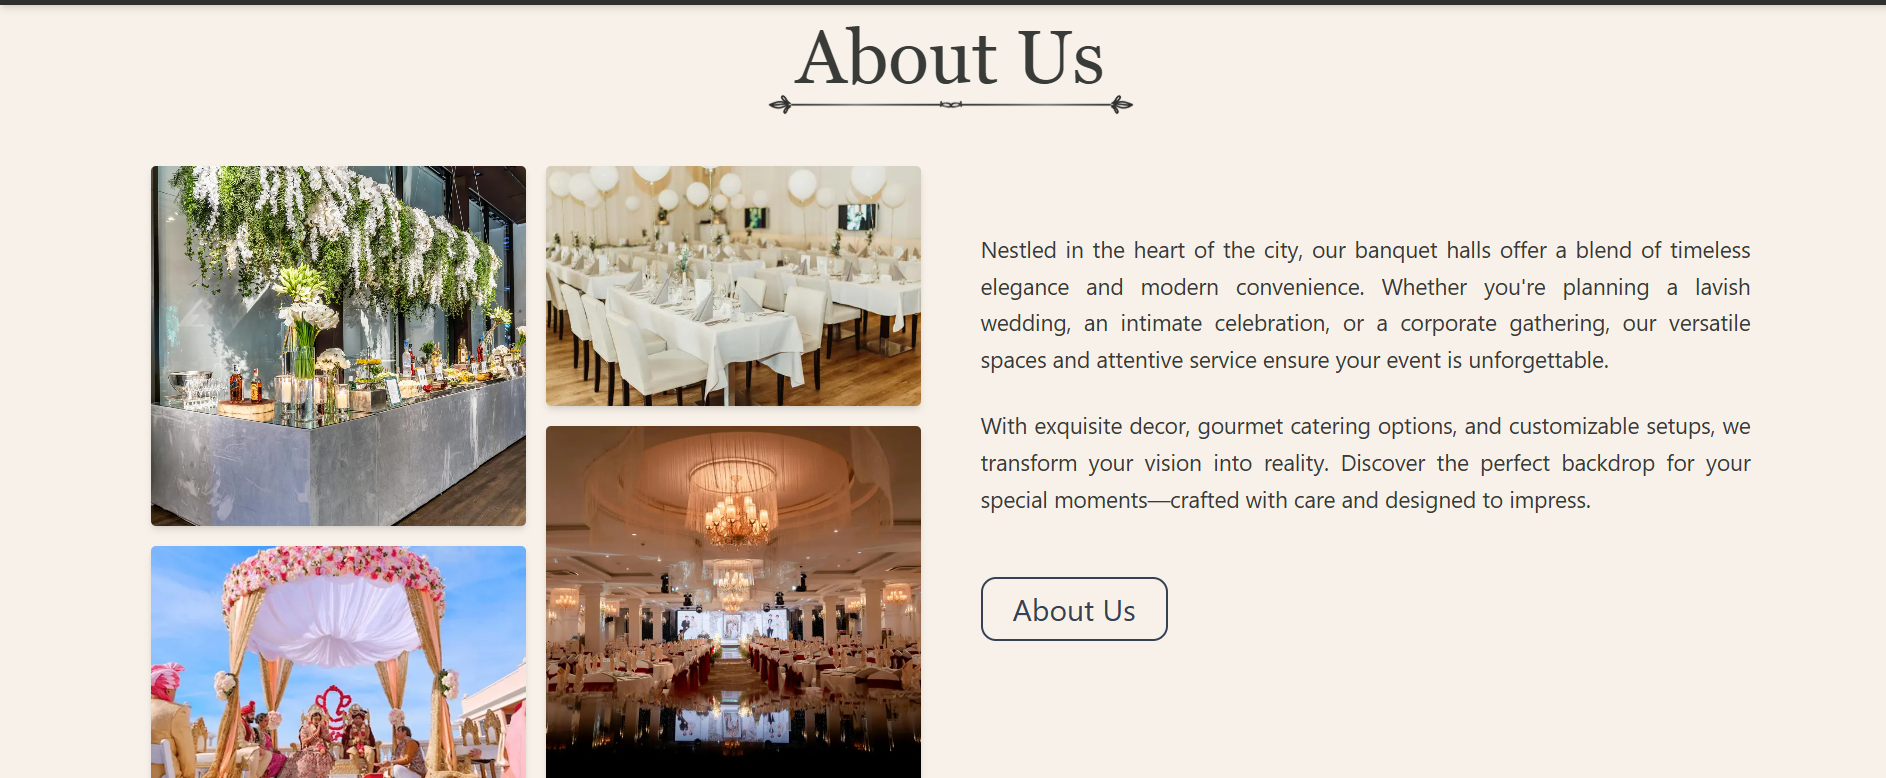 About Us
Nestled in the heart of the city, our banquet halls offer a blend of timeless
elegance and modern convenience. Whether you're planning a lavish
wedding, an intimate celebration, or a corporate gathering, our versatile
spaces and attentive service ensure your event is unforgettable.
With exquisite decor, gourmet catering options, and customizable setups, we
transform your vision into reality. Discover the perfect backdrop for your
special moments—crafted with care and designed to impress.
About Us